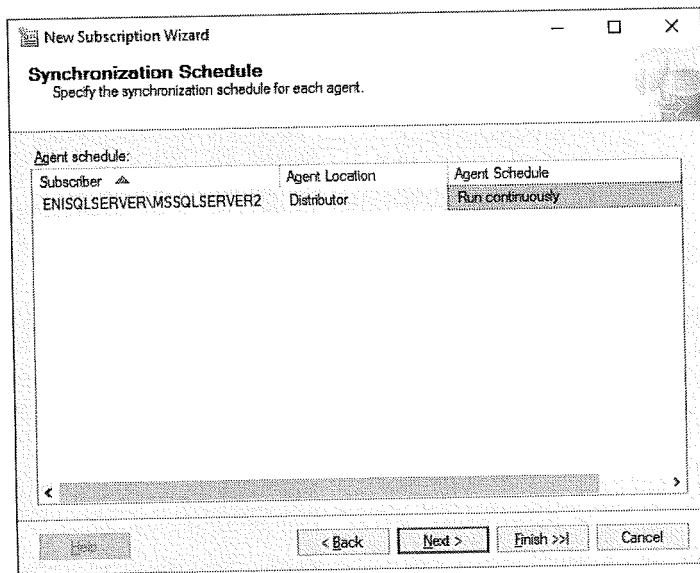 New Subscription Wizard
Synchronization Schedule
Specify the synchronization schedule for each agent.
Agent schedule:
Subscriber Agent Location Agent Schedule
ENISQLSERVER\MSSQLSERVER2 Distributor Run continuously
Help < Back Next > Finish >>| Cancel